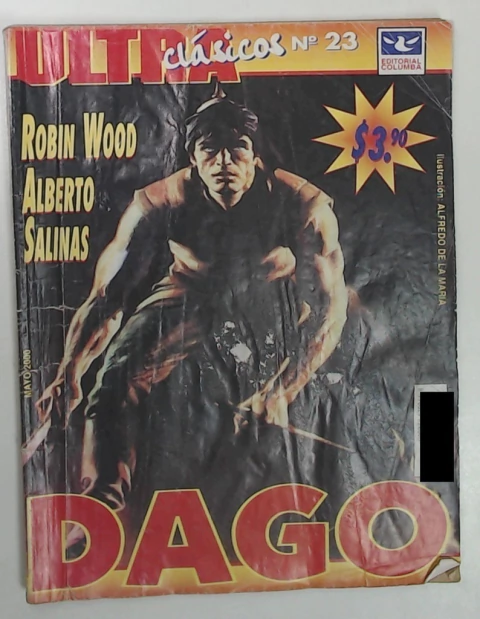 ULTRA
clásicos Nº 23
EDITORIAL
COLUMBA
$3.90
ROBIN WOOD
ALBERTO
SALINAS
Ilustración: ALFREDO DE LA MARIA
MAYO/2000
DAGO